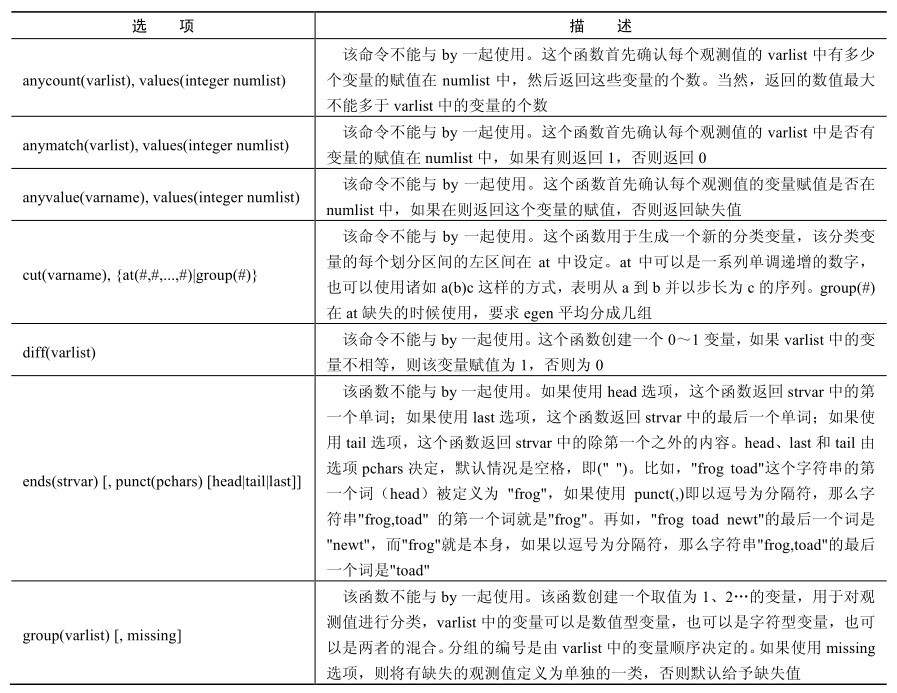 选 项 描 述
anycount(varlist), values(integer numlist)
该命令不能与 by 一起使用。这个函数首先确认每个观测值的 varlist 中有多少
个变量的赋值在 numlist 中，然后返回这些变量的个数。当然，返回的数值最大
不能多于 varlist 中的变量的个数
anymatch(varlist), values(integer numlist)
该命令不能与 by 一起使用。这个函数首先确认每个观测值的 varlist 中是否有
变量的赋值在 numlist 中，如果有则返回 1，否则返回 0
anyvalue(varname), values(integer numlist)
该命令不能与 by 一起使用。这个函数首先确认每个观测值的变量赋值是否在
numlist 中，如果在则返回这个变量的赋值，否则返回缺失值
cut(varname), {at(#,#,...,#)|group(#)}
该命令不能与 by 一起使用。这个函数用于生成一个新的分类变量，该分类变
量的每个划分区间的左区间在 at 中设定。at 中可以是一系列单调递增的数字，
也可以使用诸如 a(b)c 这样的方式，表明从 a 到 b 并以步长为 c 的序列。group(#)
在 at 缺失的时候使用，要求 egen 平均分成几组
diff(varlist)
该命令不能与 by 一起使用。这个函数创建一个 0～1 变量，如果 varlist 中的变
量不相等，则该变量赋值为 1，否则为 0
ends(strvar) [, punct(pchars) [head|tail|last]]
该函数不能与 by 一起使用。如果使用 head 选项，这个函数返回 strvar 中的第
一个单词；如果使用 last 选项，这个函数返回 strvar 中的最后一个单词；如果使
用 tail 选项，这个函数返回 strvar 中的除第一个之外的内容。head、last 和 tail 由
选项 pchars 决定，默认情况是空格，即(" ")。比如，"frog toad"这个字符串的第
一个词（head）被定义为 "frog"，如果使用 punct(,)即以逗号为分隔符，那么字
符串"frog,toad" 的第一个词就是"frog"。再如，"frog toad newt"的最后一个词是
"newt"，而"frog"就是本身，如果以逗号为分隔符，那么字符串"frog,toad"的最后
一个词是"toad"
group(varlist) [, missing]
该函数不能与 by 一起使用。该函数创建一个取值为 1、2…的变量，用于对观
测值进行分类，varlist 中的变量可以是数值型变量，也可以是字符型变量，也可
以是两者的混合。分组的编号是由 varlist 中的变量顺序决定的。如果使用 missing
选项，则将有缺失的观测值定义为单独的一类，否则默认给予缺失值